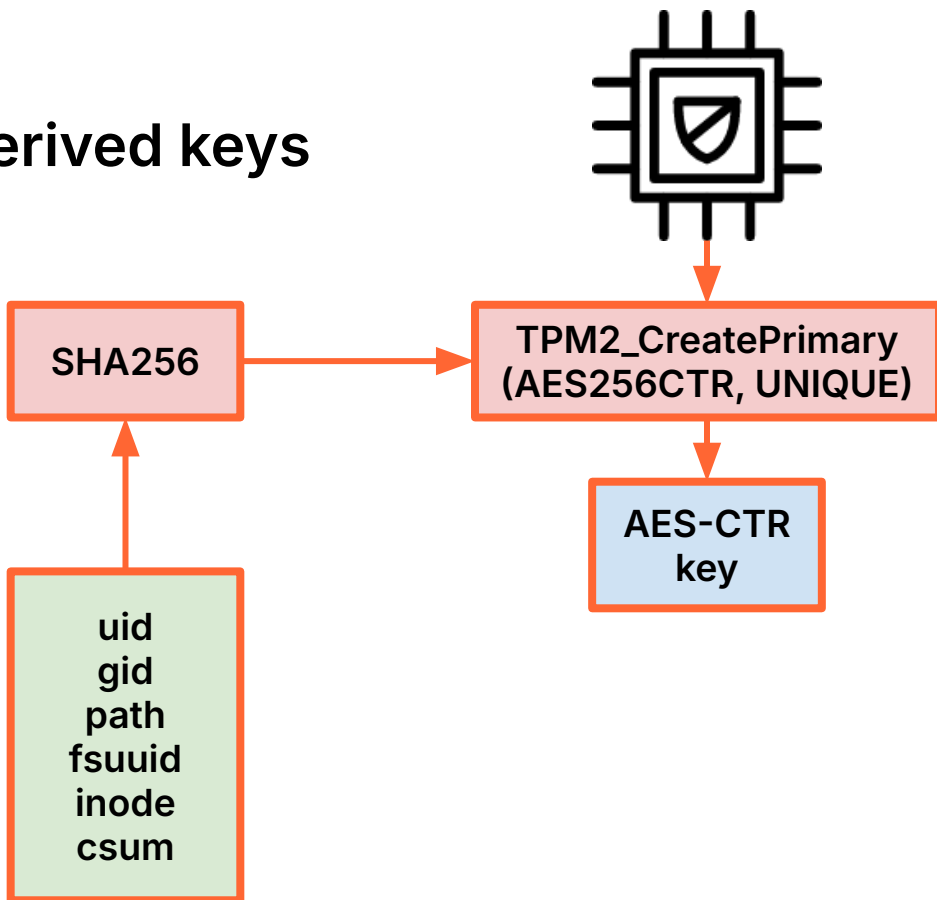 erived keys
SHA256
TPM2_CreatePrimary
(AES256CTR, UNIQUE)
AES-CTR
key
uid
gid
path
fsuuid
inode
csum